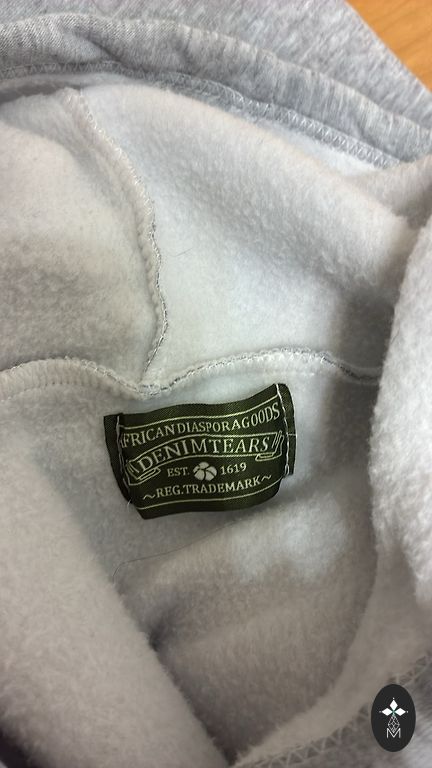 AFRICANDIASPORAGOODS
DENIMTEARS
EST. 1619
~REG.TRADEMARK~
M